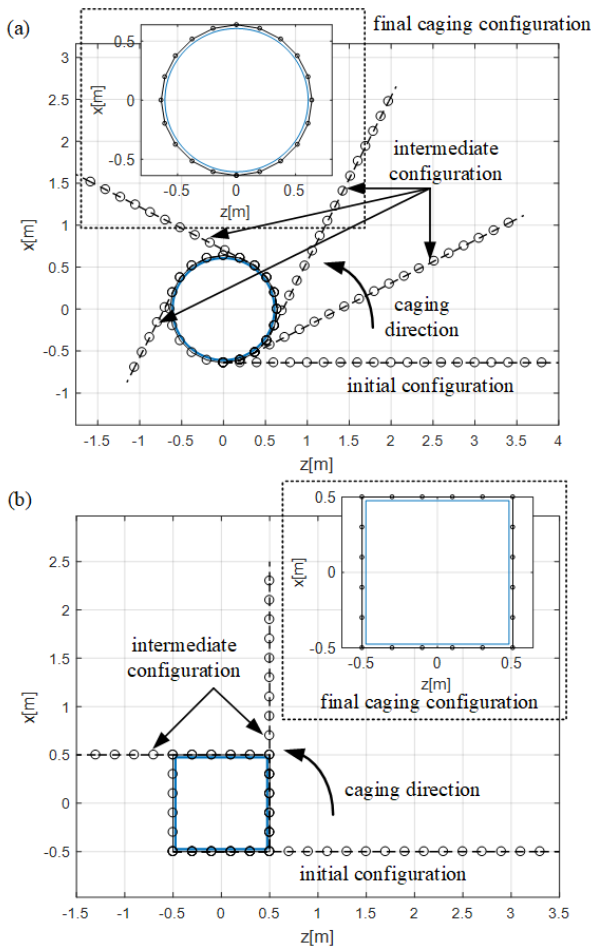 (a)
final caging configuration
0.5
0
-0.5
x[m]
-0.5 0 0.5
z[m]
3
2.5
2
1.5
1
0.5
0
-0.5
-1
x[m]
intermediate
configuration
caging
direction
initial configuration
-1.5 -1 -0.5 0 0.5 1 1.5 2 2.5 3 3.5 4
z[m]
(b)
0.5
0
-0.5
x[m]
-0.5 0 0.5
z[m]
final caging configuration
2.5
2
1.5
1
0.5
0
-0.5
x[m]
intermediate
configuration
caging direction
initial configuration
-1.5 -1 -0.5 0 0.5 1 1.5 2 2.5 3 3.5
z[m]